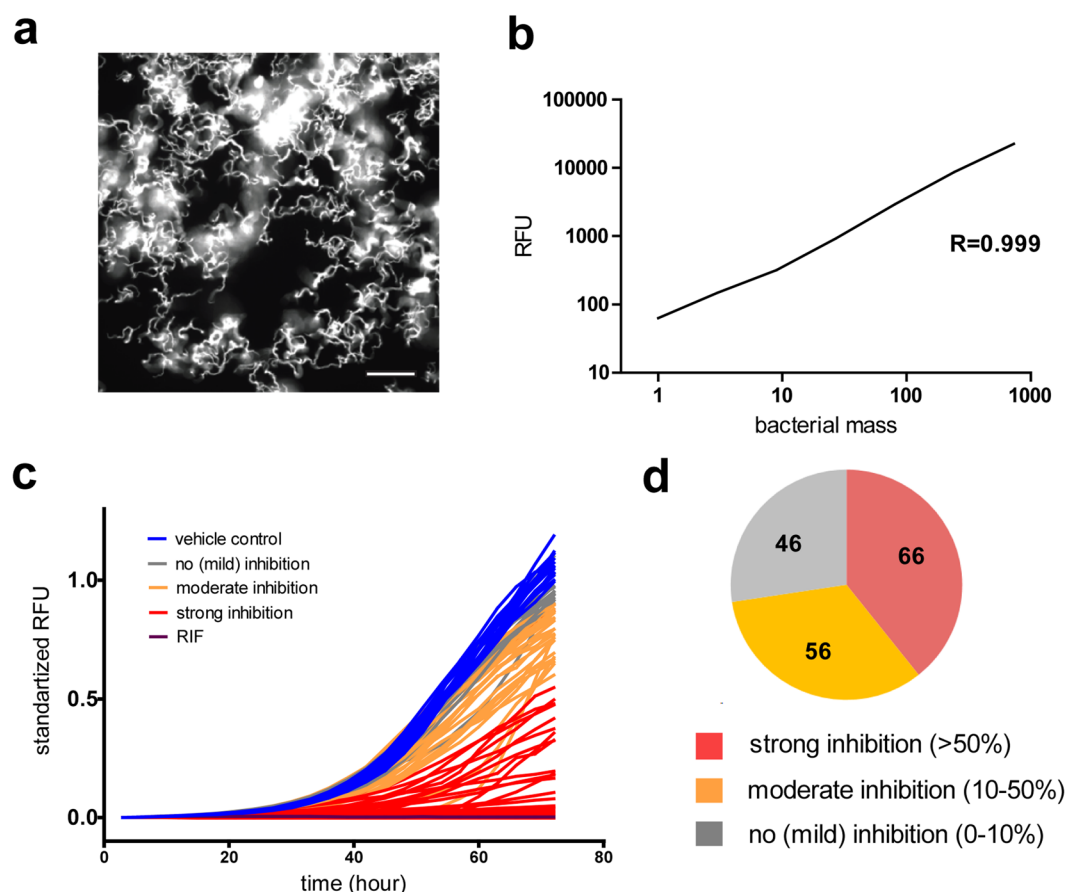 a
b
100000
10000
1000
100
10
RFU
R=0.999
1
10
100
1000
bacterial mass
c
vehicle control
no (mild) inhibition
moderate inhibition
strong inhibition
RIF
1.0
0.5
0.0
standartized RFU
0
20
40
60
80
time (hour)
d
46
66
56
strong inhibition (>50%)
moderate inhibition (10-50%)
no (mild) inhibition (0-10%)